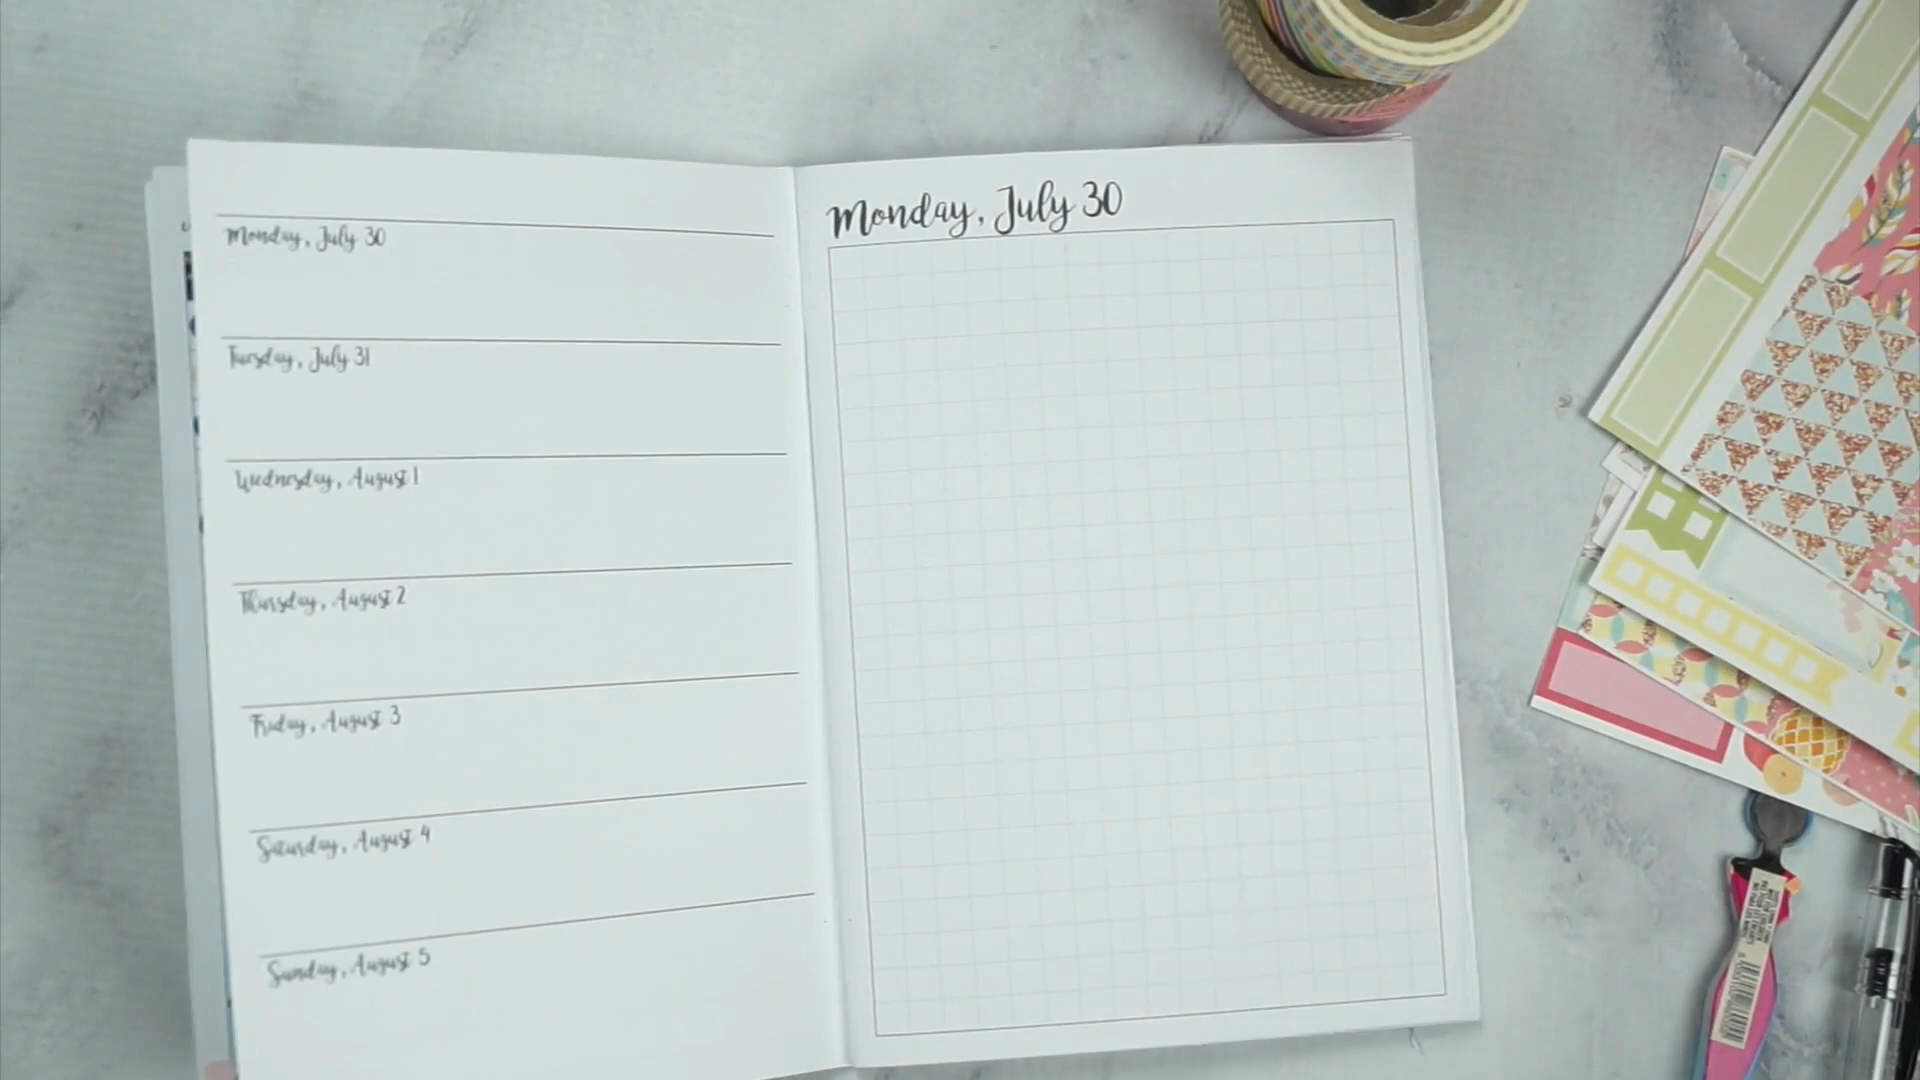 Monday, July 30
Tuesday, July 31
Wednesday, August 1
Thursday, August 2
Friday, August 3
Saturday, August 4
Sunday, August 5
Monday, July 30